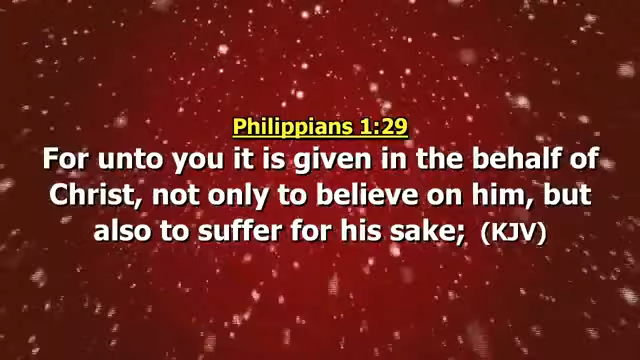 Philippians 1:29
For unto you it is given in the behalf of
Christ, not only to believe on him, but
also to suffer for his sake; (KJV)